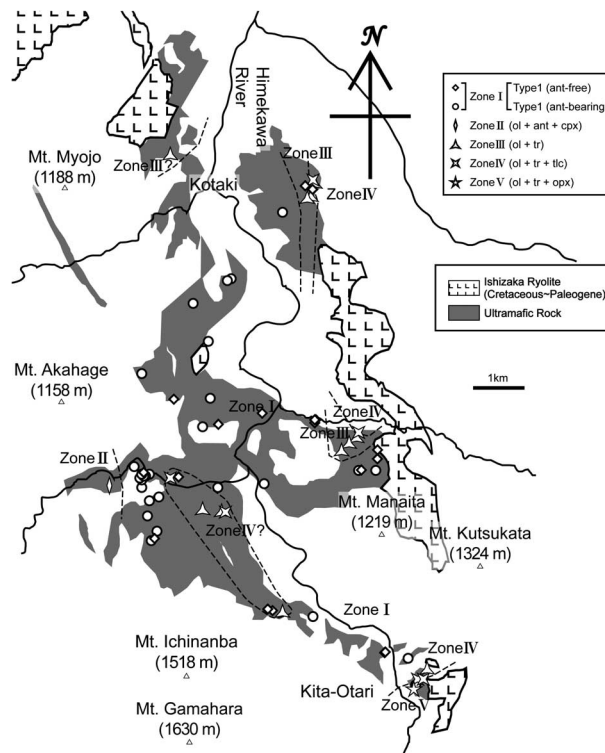 N
Himekawa
River
Zone I
Type1 (ant-free)
Type1 (ant-bearing)
Zone II (ol + ant + cpx)
Zone III (ol + tr)
Zone IV (ol + tr + tlc)
Zone V (ol + tr + opx)
Mt. Myojo
(1188 m)
Zone III ?
Kotaki
Zone III
Zone IV
Ishizaka Ryolite
(Cretaceous~Paleogene)
Ultramafic Rock
1km
Mt. Akahage
(1158 m)
Zone I
Zone IV
Zone III
Zone II
Mt. Manaita
(1219 m)
Mt. Kutsukata
(1324 m)
Zone IV ?
Zone I
Mt. Ichinanba
(1518 m)
Kita-Otari
Zone IV
Zone V
Mt. Gamahara
(1630 m)